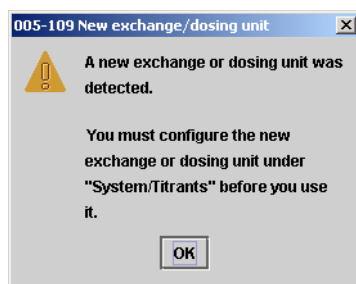 005-109 New exchange/dosing unit
A new exchange or dosing unit was
detected.
You must configure the new
exchange or dosing unit under
"System/Titrants" before you use
it.
OK